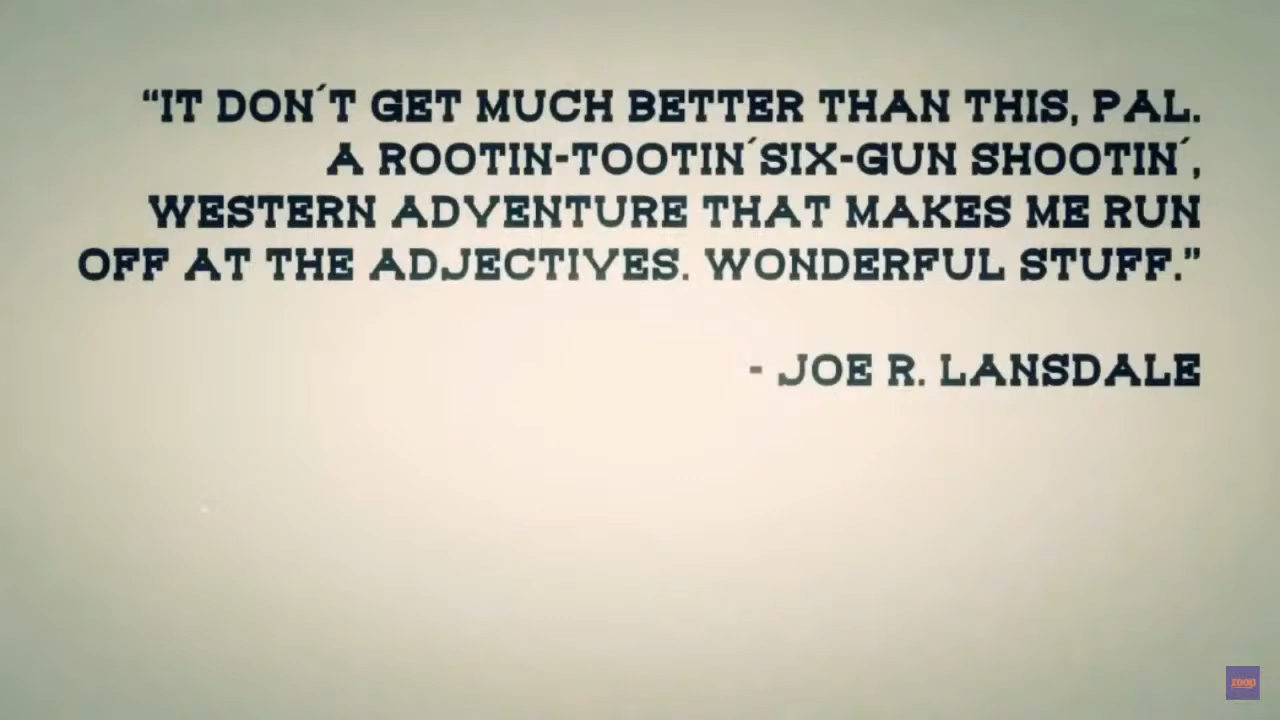 “IT DON´T GET MUCH BETTER THAN THIS, PAL.
A ROOTIN-TOOTIN´SIX-GUN SHOOTIN´,
WESTERN ADVENTURE THAT MAKES ME RUN
OFF AT THE ADJECTIVES. WONDERFUL STUFF.”
- JOE R. LANSDALE
zoop